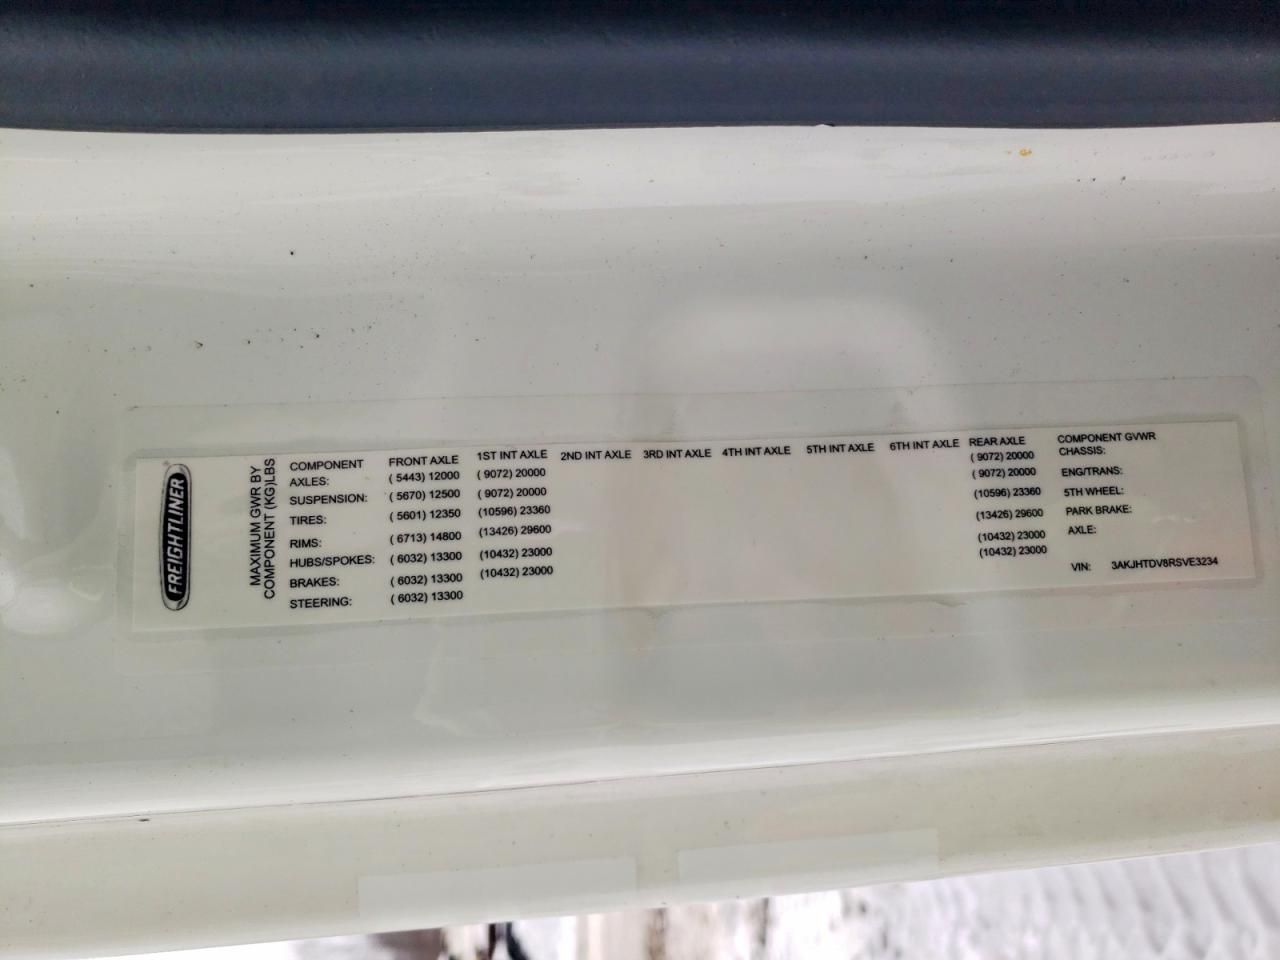 FREIGHTLINER
MAXIMUM GWR BY
COMPONENT (KG)LBS
COMPONENT FRONT AXLE 1ST INT AXLE 2ND INT AXLE 3RD INT AXLE 4TH INT AXLE 5TH INT AXLE 6TH INT AXLE REAR AXLE COMPONENT GVWR
AXLES: ( 5443) 12000 ( 9072) 20000 ( 9072) 20000 CHASSIS:
SUSPENSION: ( 5670) 12500 ( 9072) 20000 ( 9072) 20000 ENG/TRANS:
TIRES: ( 5601) 12350 (10596) 23360 (10596) 23360 5TH WHEEL:
RIMS: ( 6713) 14800 (13426) 29600 (13426) 29600 PARK BRAKE:
HUBS/SPOKES: ( 6032) 13300 (10432) 23000 (10432) 23000 AXLE:
BRAKES: ( 6032) 13300 (10432) 23000 (10432) 23000
STEERING: ( 6032) 13300 VIN: 3AKJHTDV8RSVE3234